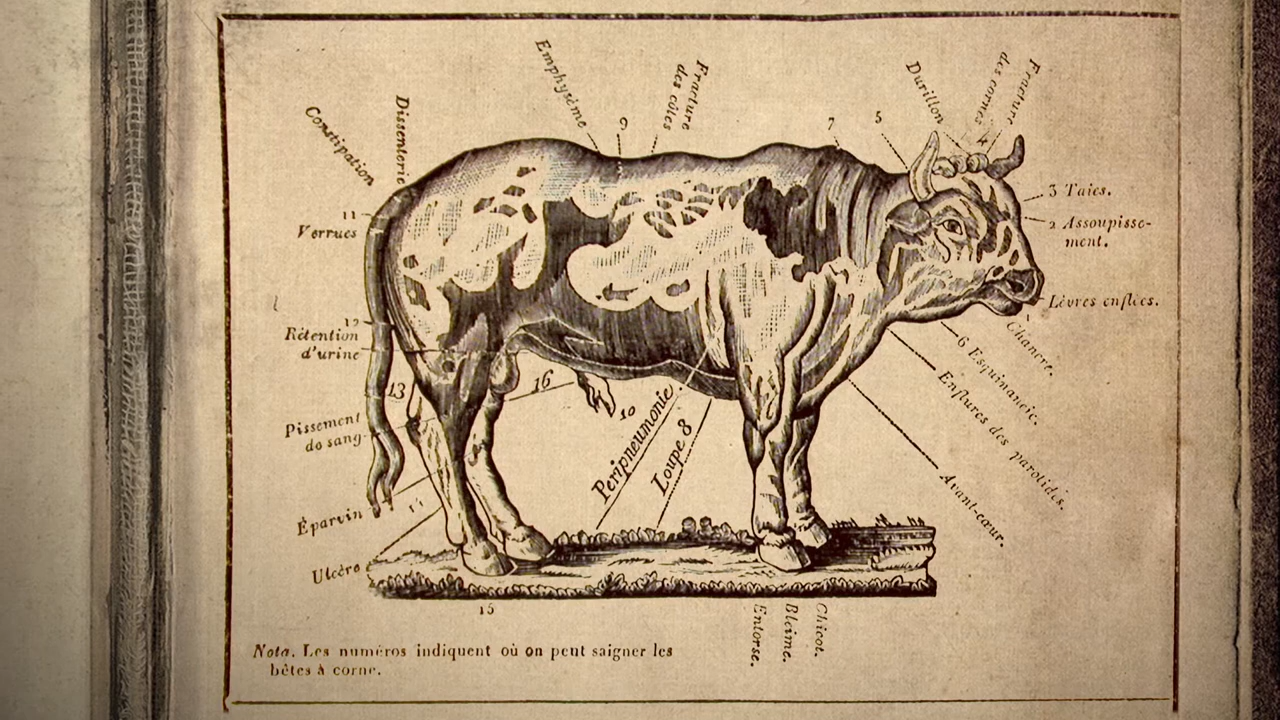 Emphysème
9
Fracture
des côtes
7
5
Durillon
Fracture
des cornes
4
Constipation
Dissenterie
3 Taies.
2 Assoupisse-
ment.
11
Verrues
Lèvres enflées.
Chancre.
12
Rétention
d'urine
6 Esquinancie.
Enflures des parotides.
13
16
10
Pissement
de sang
Peripneumonie
Loupe 8
Avant-cœur.
Éparvin
Ulcère
15
Entorse.
Bleime.
Chicot.
Nota. Les numéros indiquent où on peut saigner les
bêtes à corne.